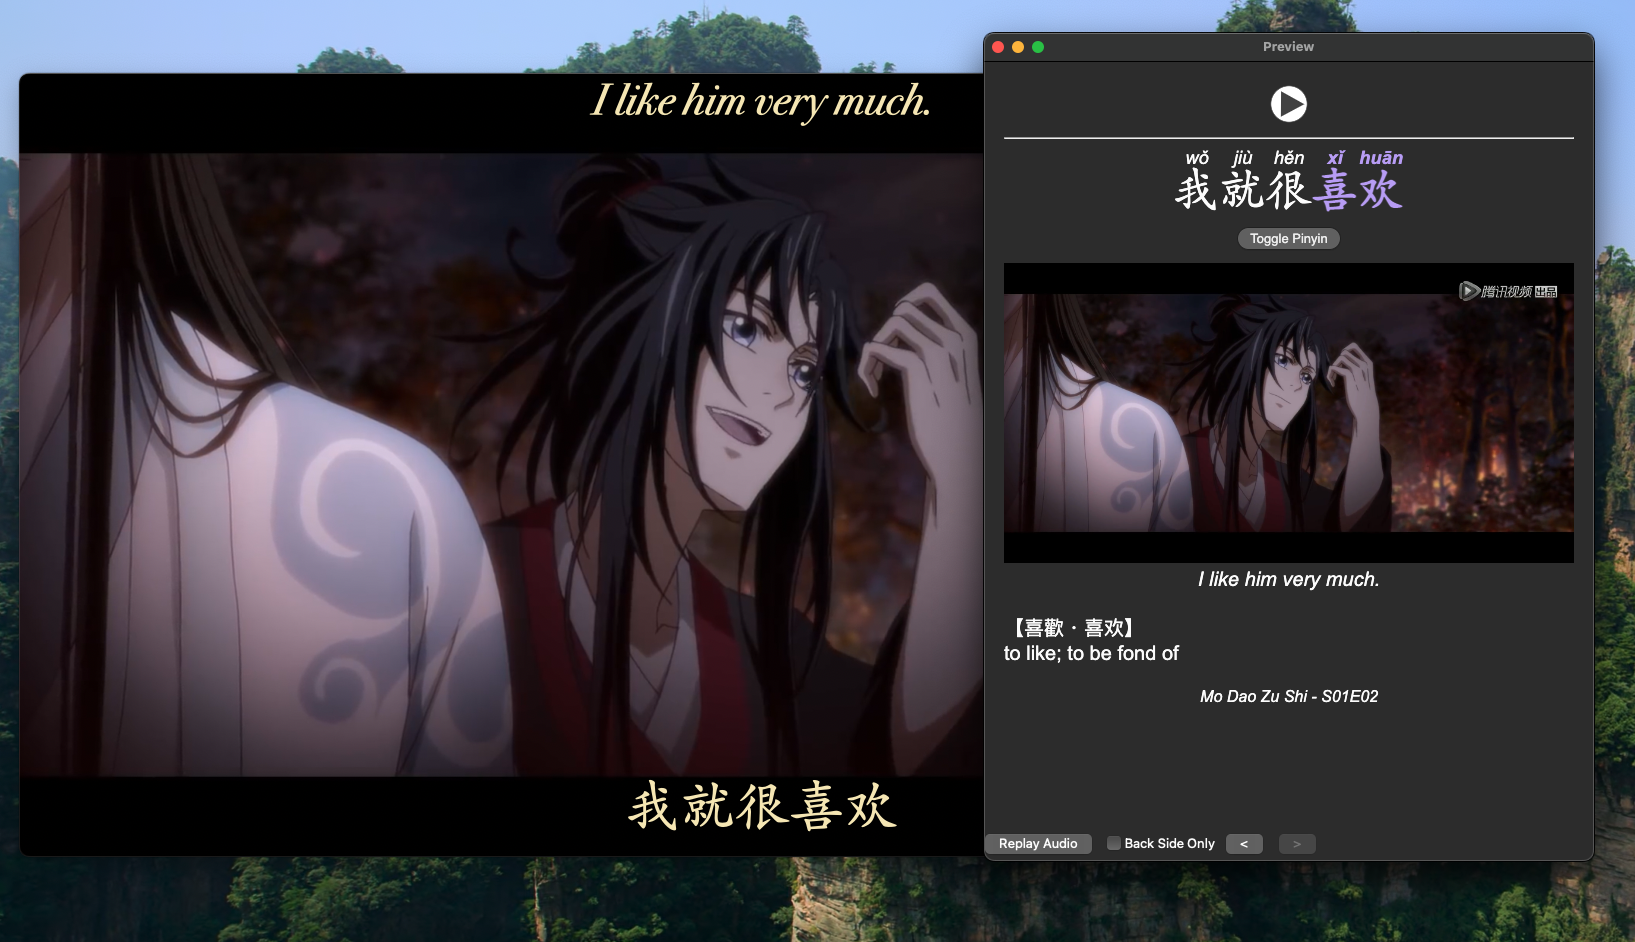 I like him very much.
我就很喜欢
Preview
wǒ jiù hěn xǐ huān
我就很喜欢
Toggle Pinyin
腾讯视频 出品
I like him very much.
【喜歡 · 喜欢】
to like; to be fond of
Mo Dao Zu Shi - S01E02
Replay Audio
Back Side Only
<
>